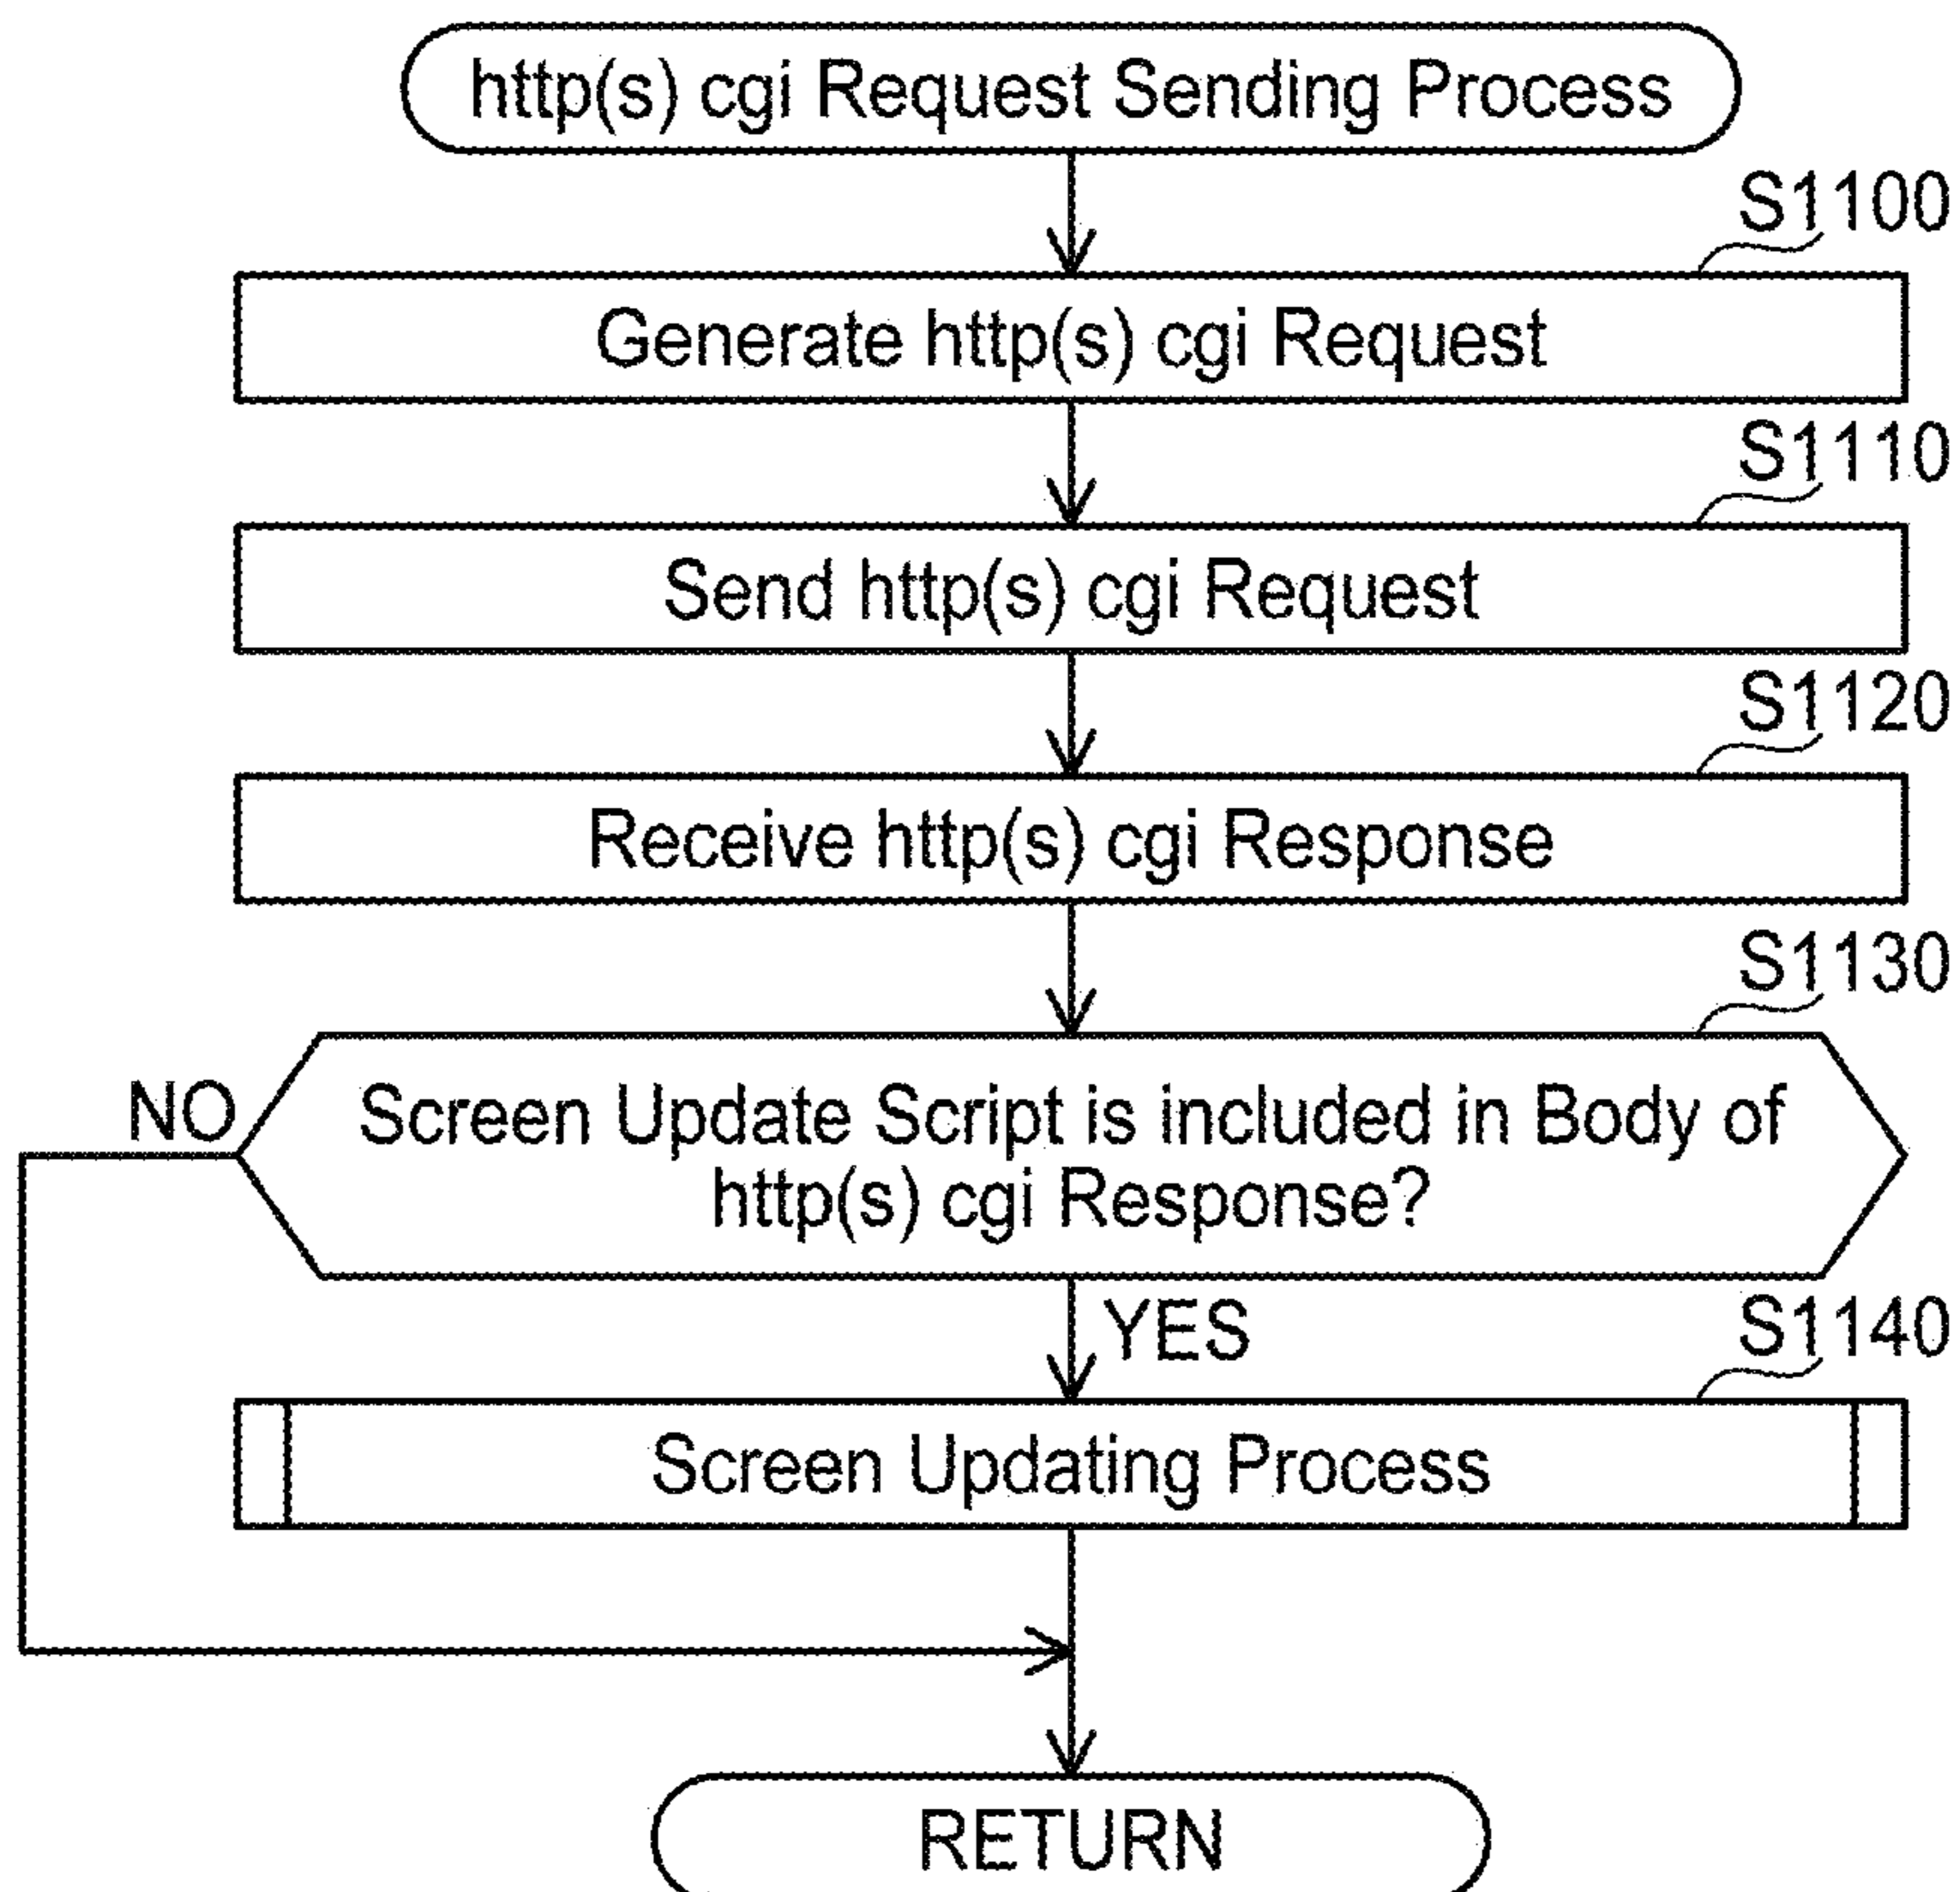 http(s) cgi Request Sending Process
S1100
Generate http(s) cgi Request
S1110
Send http(s) cgi Request
S1120
Receive http(s) cgi Response
S1130
NO
Screen Update Script is included in Body of
http(s) cgi Response?
YES
S1140
Screen Updating Process
RETURN